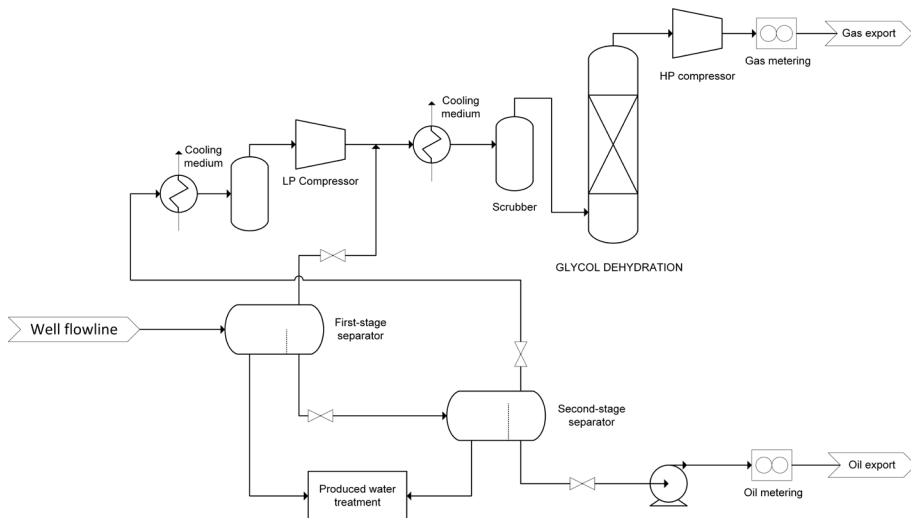 Gas export
Gas metering
HP compressor
Cooling
medium
Cooling
medium
LP Compressor
Scrubber
GLYCOL DEHYDRATION
Well flowline
First-stage
separator
Second-stage
separator
Produced water
treatment
Oil export
Oil metering